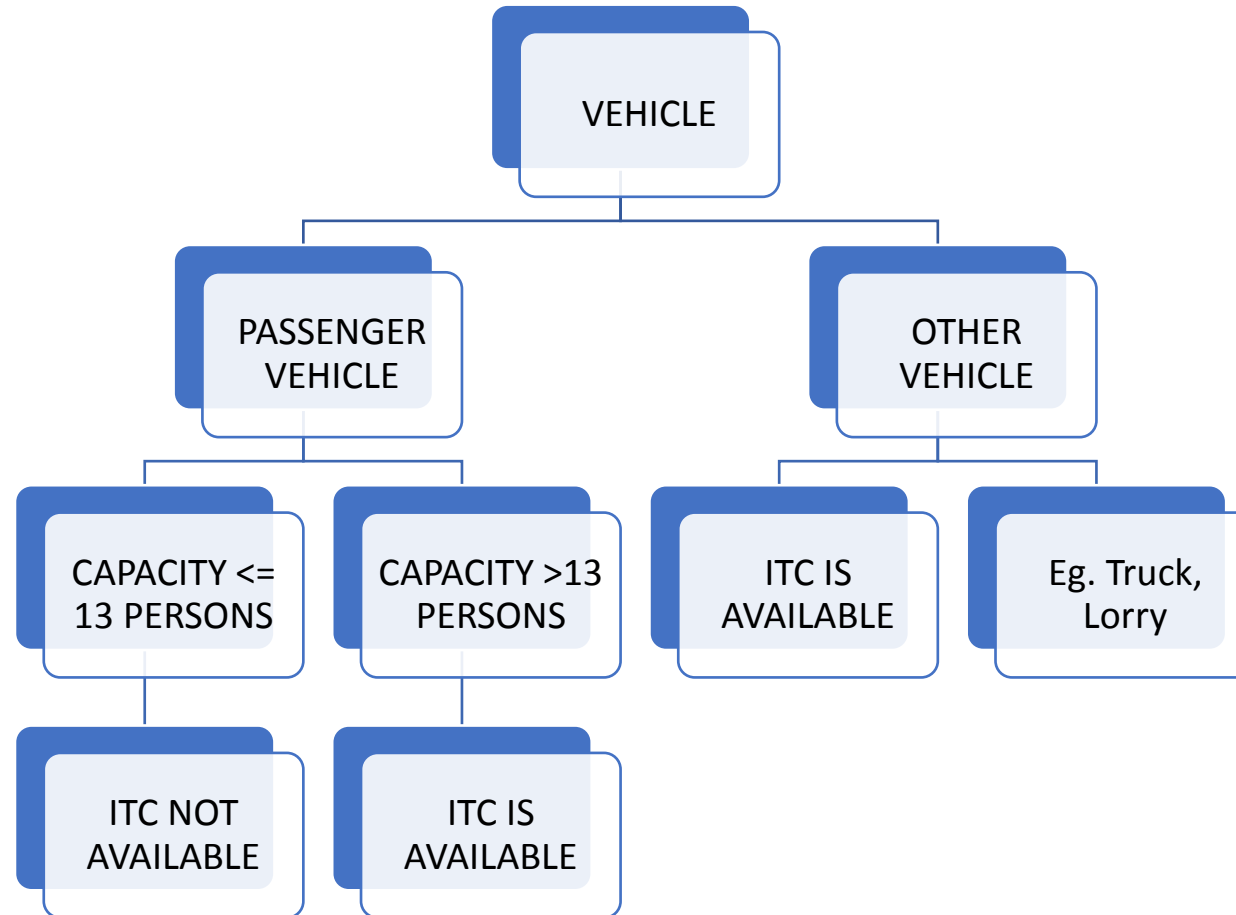 VEHICLE
PASSENGER
VEHICLE
OTHER
VEHICLE
CAPACITY <=
13 PERSONS
CAPACITY >13
PERSONS
ITC IS
AVAILABLE
Eg. Truck,
Lorry
ITC NOT
AVAILABLE
ITC IS
AVAILABLE